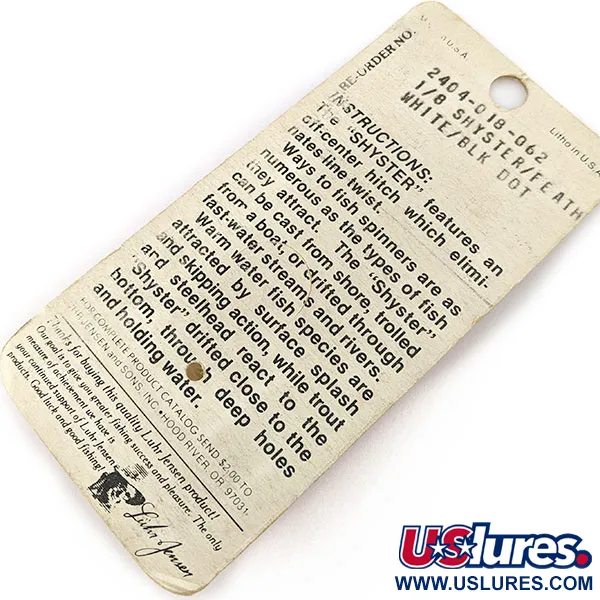 MADE IN U.S.A.
Litho in U.S.A.
RE-ORDER NO.
2404-018-062
1/8 SHYSTER/FEATH
WHITE/BLK DOT
INSTRUCTIONS:
The "SHYSTER" features an
off-center hitch which elimi-
nates line twist.
Ways to fish spinners are as
numerous as the types of fish
they attract. The "Shyster"
can be cast from shore, trolled
from a boat, or drifted through
fast-water streams and rivers.
Warm water fish species are
attracted by surface splash
and skipping action, while trout
and steelhead react to the
"Shyster" drifted close to the
bottom, through deep holes
and holding water.
FOR COMPLETE PRODUCT CATALOG SEND $2.00 TO
LUHR JENSEN and SONS, INC. • HOOD RIVER, OR 97031.
Thanks for buying this quality Luhr Jensen product!
Our goal is to give you greater fishing success and pleasure. The only
measure of achievement we have is
your continued support of Luhr Jensen.
Good luck and good fishing!
Luhr Jensen
USlures.
WWW.USLURES.COM